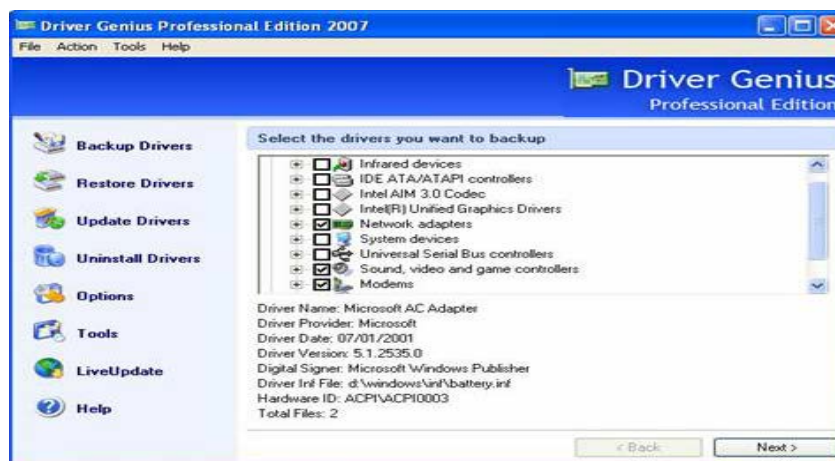 Driver Genius Professional Edition 2007
File Action Tools Help
Driver Genius
Professional Edition
Backup Drivers
Restore Drivers
Update Drivers
Uninstall Drivers
Options
Tools
LiveUpdate
Help
Select the drivers you want to backup
Infrared devices
IDE ATA/ATAPI controllers
Intel AIM 3.0 Codec
Intel(R) Unified Graphics Drivers
Network adapters
System devices
Universal Serial Bus controllers
Sound, video and game controllers
Modems
Driver Name: Microsoft AC Adapter
Driver Provider: Microsoft
Driver Date: 07/01/2001
Driver Version: 5.1.2535.0
Digital Signer: Microsoft Windows Publisher
Driver Inf File: d:\windows\inf\battery.inf
Hardware ID: ACPI\ACPI0003
Total Files: 2
< Back Next >